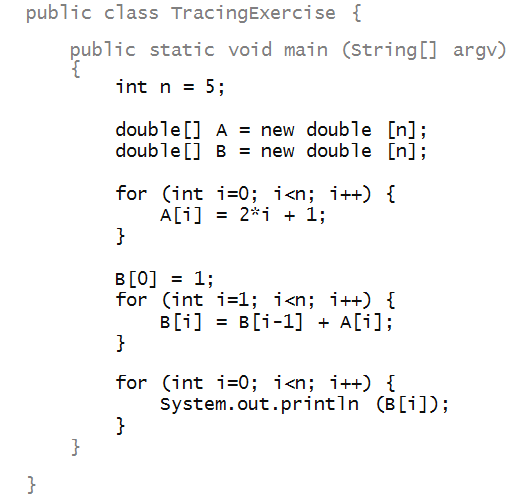 public class TracingExercise {
public static void main (String[] argv)
{
int n = 5;
double[] A = new double [n];
double[] B = new double [n];
for (int i=0; i<n; i++) {
A[i] = 2*i + 1;
}
B[0] = 1;
for (int i=1; i<n; i++) {
B[i] = B[i-1] + A[i];
}
for (int i=0; i<n; i++) {
System.out.println (B[i]);
}
}
}